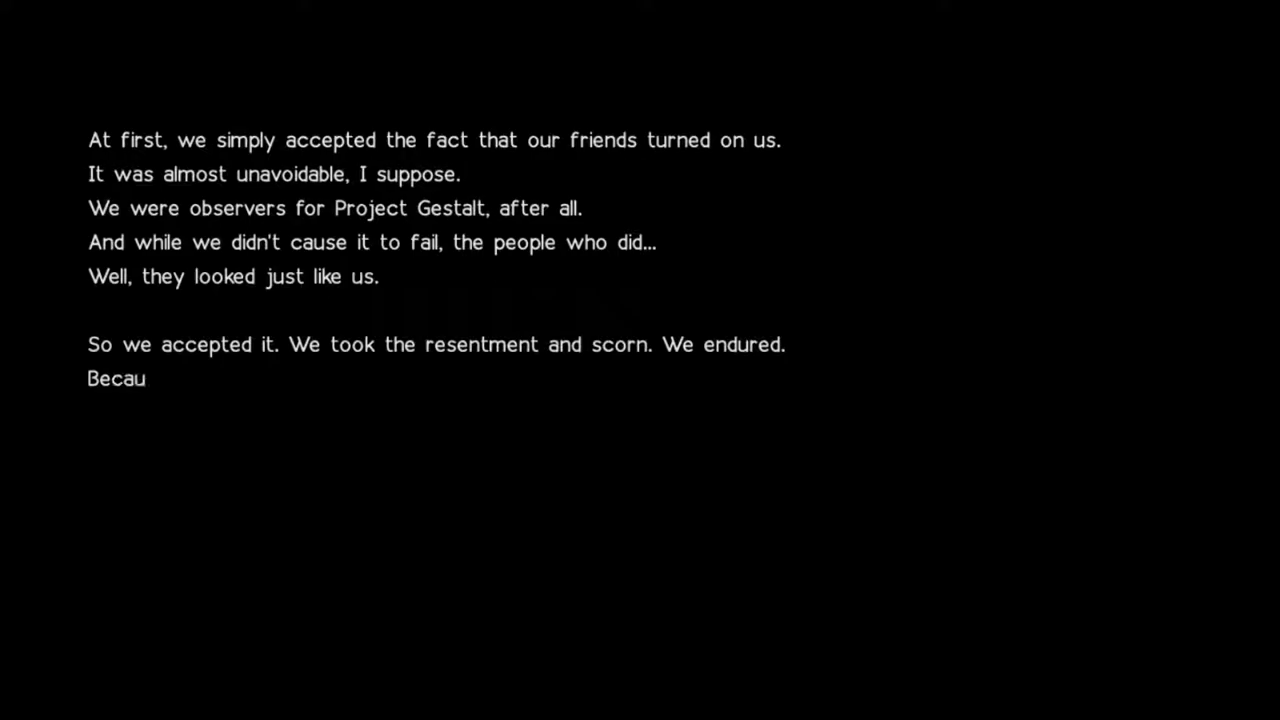 At first, we simply accepted the fact that our friends turned on us.
It was almost unavoidable, I suppose.
We were observers for Project Gestalt, after all.
And while we didn't cause it to fail, the people who did...
Well, they looked just like us.
So we accepted it. We took the resentment and scorn. We endured.
Becau